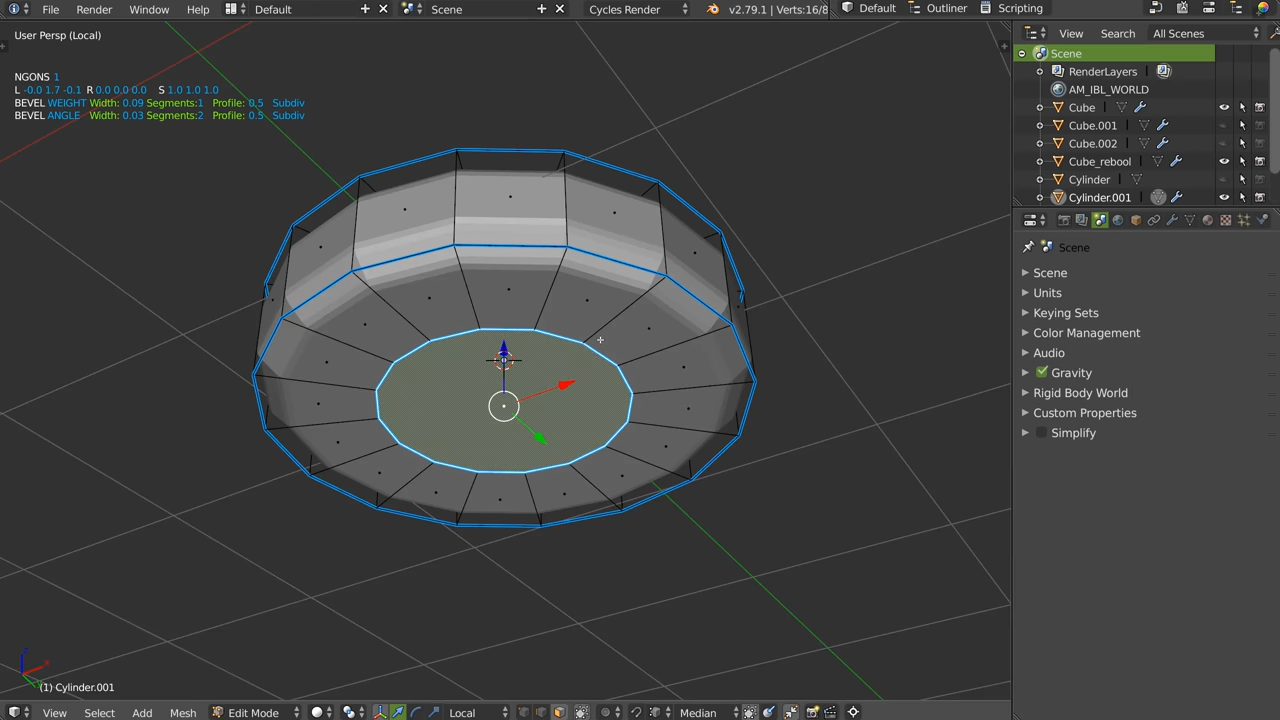 File Render Window Help Default Scene Cycles Render v2.79.1 | Verts:16/8 Default Outliner Scripting
User Persp (Local)
View Search All Scenes
Scene
NGONS 1
RenderLayers
L -0.0 1.7 -0.1 R 0.0 0.0 0.0 S 1.0 1.0 1.0
AM_IBL_WORLD
BEVEL WEIGHT Width: 0.09 Segments:1 Profile: 0.5 Subdiv
Cube
BEVEL ANGLE Width: 0.03 Segments:2 Profile: 0.5 Subdiv
Cube.001
Cube.002
Cube_rebool
Cylinder
Cylinder.001
Scene
Scene
Units
Keying Sets
Color Management
Audio
Gravity
Rigid Body World
Custom Properties
Simplify
(1) Cylinder.001
View Select Add Mesh Edit Mode Local Median